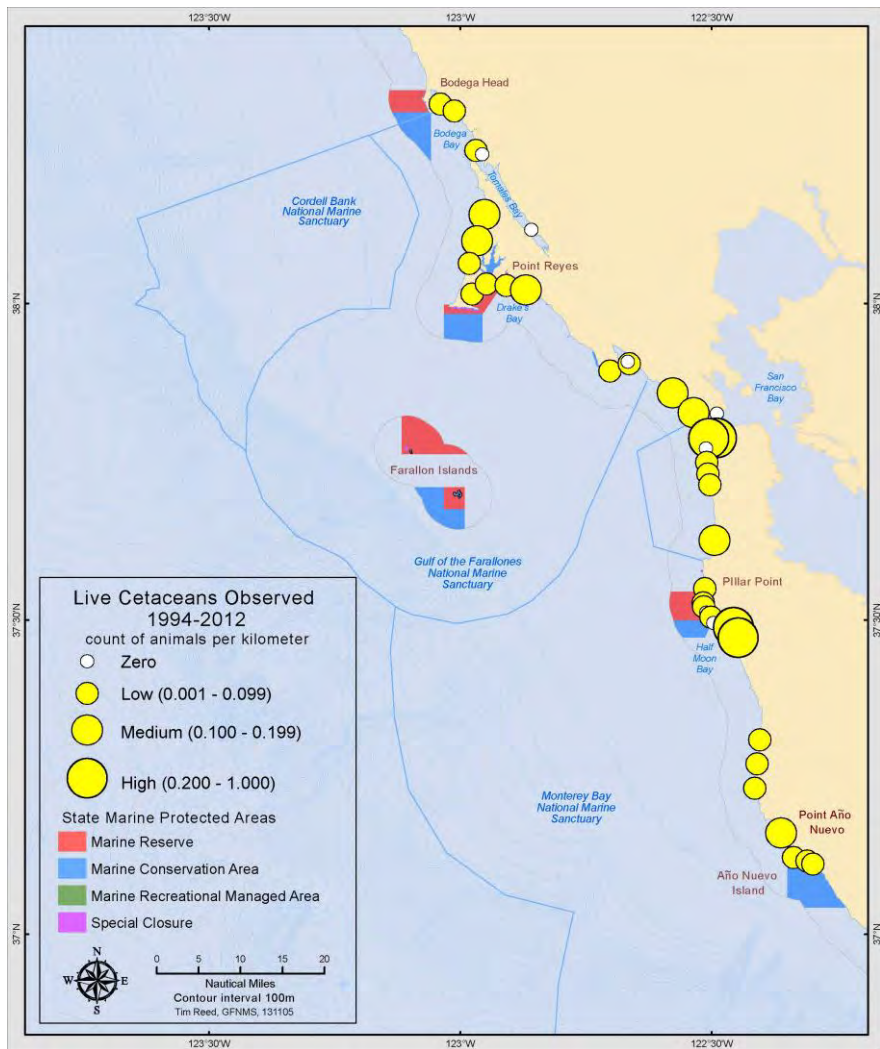 123°30'W
123°W
122°30'W
Bodega Head
Bodega
Bay
Tomales Bay
Cordell Bank
National Marine
Sanctuary
Point Reyes
38°N
38°N
Drake's
Bay
San
Francisco
Bay
Farallon Islands
Gulf of the Farallones
National Marine
Sanctuary
PIllar Point
37°30'N
37°30'N
Half
Moon
Bay
Monterey Bay
National Marine
Sanctuary
Point Año
Nuevo
Año Nuevo
Island
37°N
37°N
Live Cetaceans Observed
1994-2012
count of animals per kilometer
Zero
Low (0.001 - 0.099)
Medium (0.100 - 0.199)
High (0.200 - 1.000)
State Marine Protected Areas
Marine Reserve
Marine Conservation Area
Marine Recreational Managed Area
Special Closure
N
W E
S
0 5 10 15 20
Nautical Miles
Contour interval 100m
Tim Reed, GFNMS, 131105
123°30'W
123°W
122°30'W